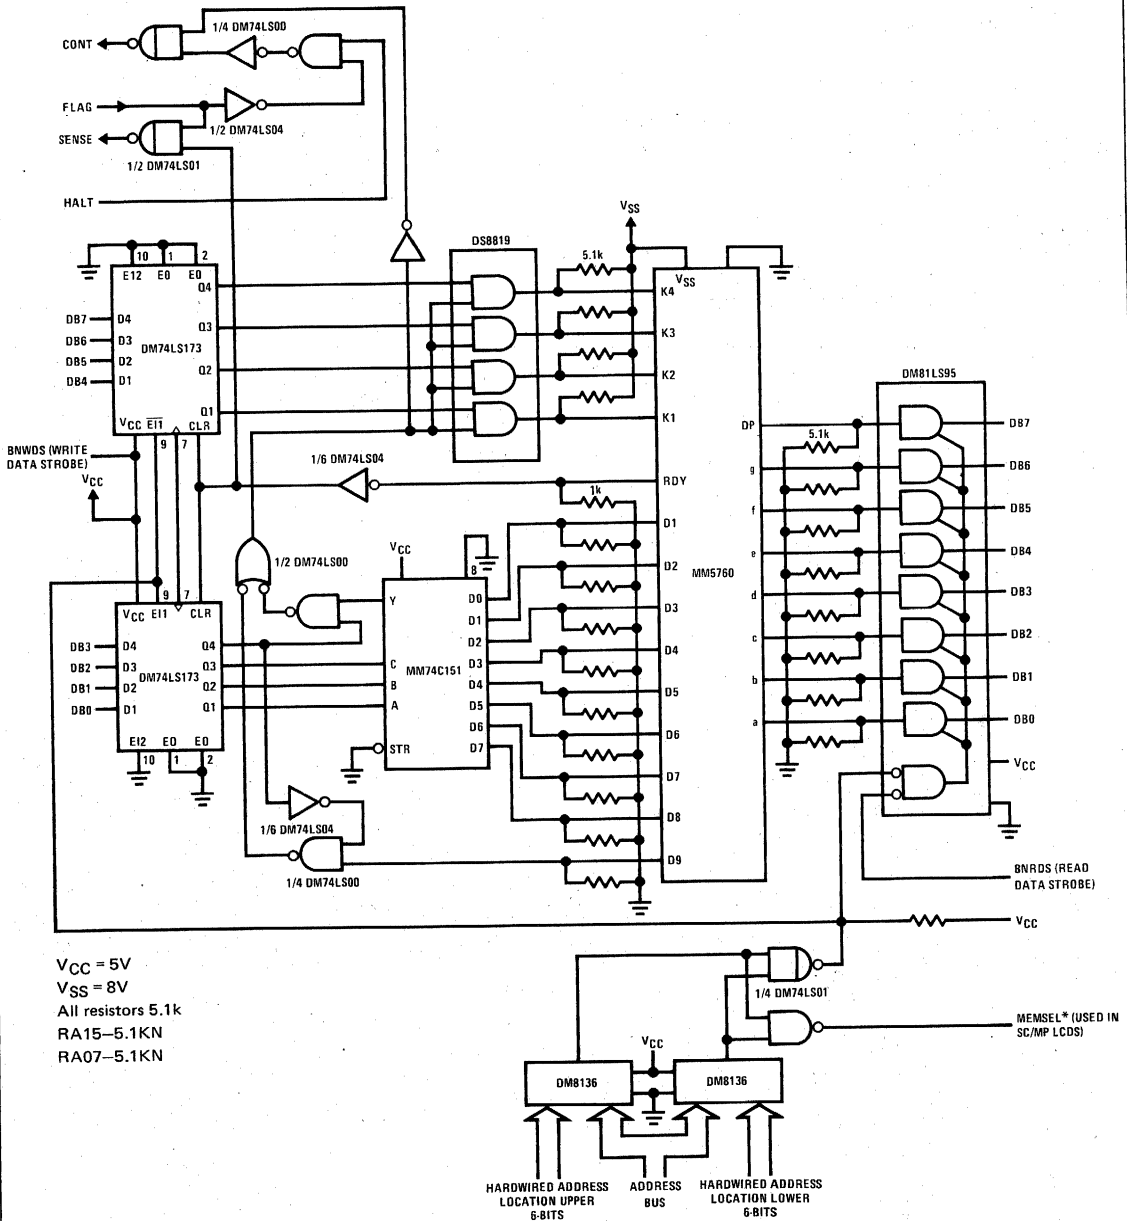 1/4 DM74LS00
CONT
FLAG
1/2 DM74LS04
SENSE
1/2 DM74LS01
HALT
VSS
DS8819
5.1k
VSS
10 1 2
E12 E0 E0
Q4
DB7 D4
DB6 D3
DB5 D2
DB4 D1
Q3
DM74LS173
Q2
Q1
VCC EI1 CLR
9 7
BNWDS (WRITE
DATA STROBE)
VCC
K4
K3
K2
K1
DM81LS95
DP
5.1k
g
f
e
d
c
b
a
DB7
DB6
DB5
DB4
DB3
DB2
DB1
DB0
VCC
1/6 DM74LS04
RDY
1k
D1
D2
D3
D4
D5
D6
D7
D8
D9
MM5760
1/2 DM74LS00
VCC
8
Y
C
B
A
STR
MM74C151
D0
D1
D2
D3
D4
D5
D6
D7
9 7
VCC EI1 CLR
DB3 D4
DB2 D3
DB1 D2
DB0 D1
Q4
Q3
DM74LS173
Q2
Q1
EI2 E0 E0
10 1 2
1/6 DM74LS04
1/4 DM74LS00
BNRDS (READ
DATA STROBE)
VCC
VCC = 5V
VSS = 8V
All resistors 5.1k
RA15–5.1KN
RA07–5.1KN
1/4 DM74LS01
MEMSEL* (USED IN
SC/MP LCDS)
VCC
DM8136
DM8136
HARDWIRED ADDRESS
LOCATION UPPER
6-BITS
ADDRESS
BUS
HARDWIRED ADDRESS
LOCATION LOWER
6-BITS